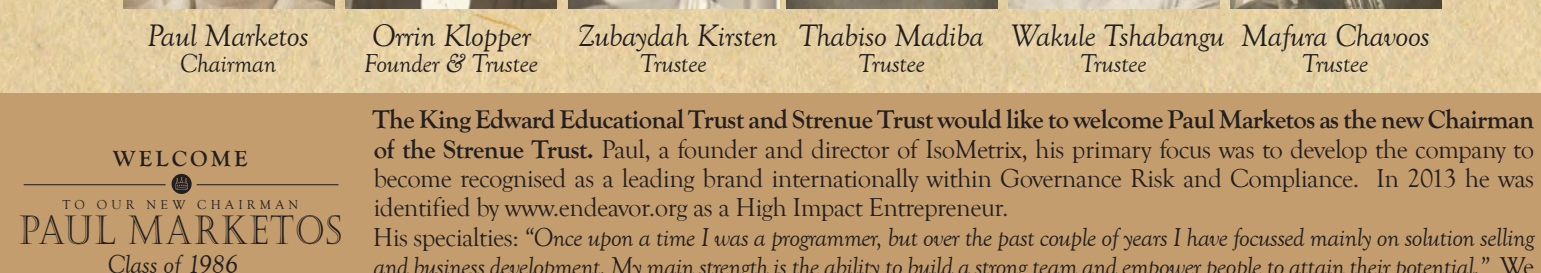 Paul Marketos
Chairman
Orrin Klopper
Founder & Trustee
Zubaydah Kirsten
Trustee
Thabiso Madiba
Trustee
Wakule Tshabangu
Trustee
Mafura Chavoos
Trustee
WELCOME
TO OUR NEW CHAIRMAN
PAUL MARKETOS
Class of 1986
The King Edward Educational Trust and Strenue Trust would like to welcome Paul Marketos as the new Chairman
of the Strenue Trust. Paul, a founder and director of IsoMetrix, his primary focus was to develop the company to
become recognised as a leading brand internationally within Governance Risk and Compliance. In 2013 he was
identified by www.endeavor.org as a High Impact Entrepreneur.
His specialties: “Once upon a time I was a programmer, but over the past couple of years I have focussed mainly on solution selling
and business development. My main strength is the ability to build a strong team and empower people to attain their potential.” We